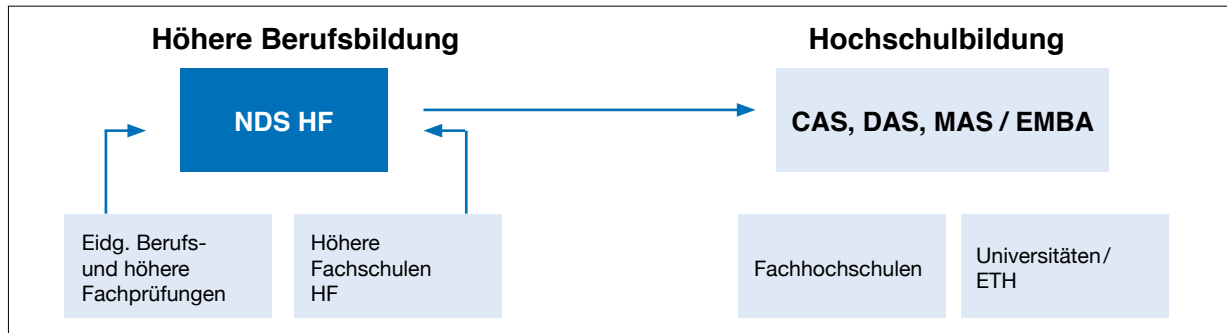 Höhere Berufsbildung
Hochschulbildung
NDS HF
CAS, DAS, MAS / EMBA
Eidg. Berufs-
und höhere
Fachprüfungen
Höhere
Fachschulen
HF
Fachhochschulen
Universitäten/
ETH